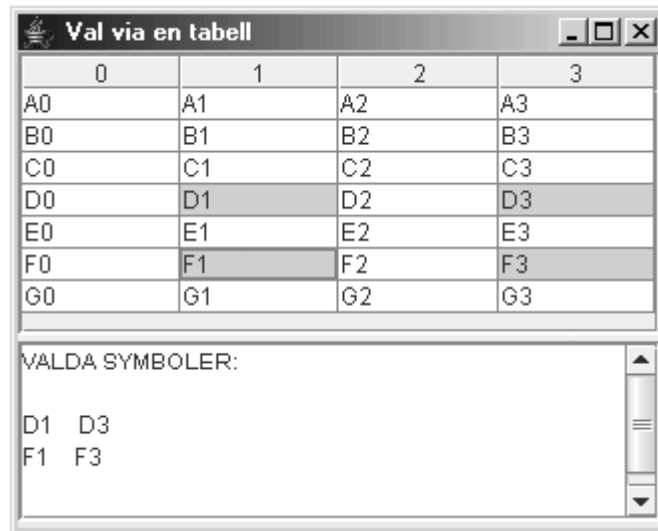 Val via en tabell
0 1 2 3
A0 A1 A2 A3
B0 B1 B2 B3
C0 C1 C2 C3
D0 D1 D2 D3
E0 E1 E2 E3
F0 F1 F2 F3
G0 G1 G2 G3
VALDA SYMBOLER:
D1 D3
F1 F3